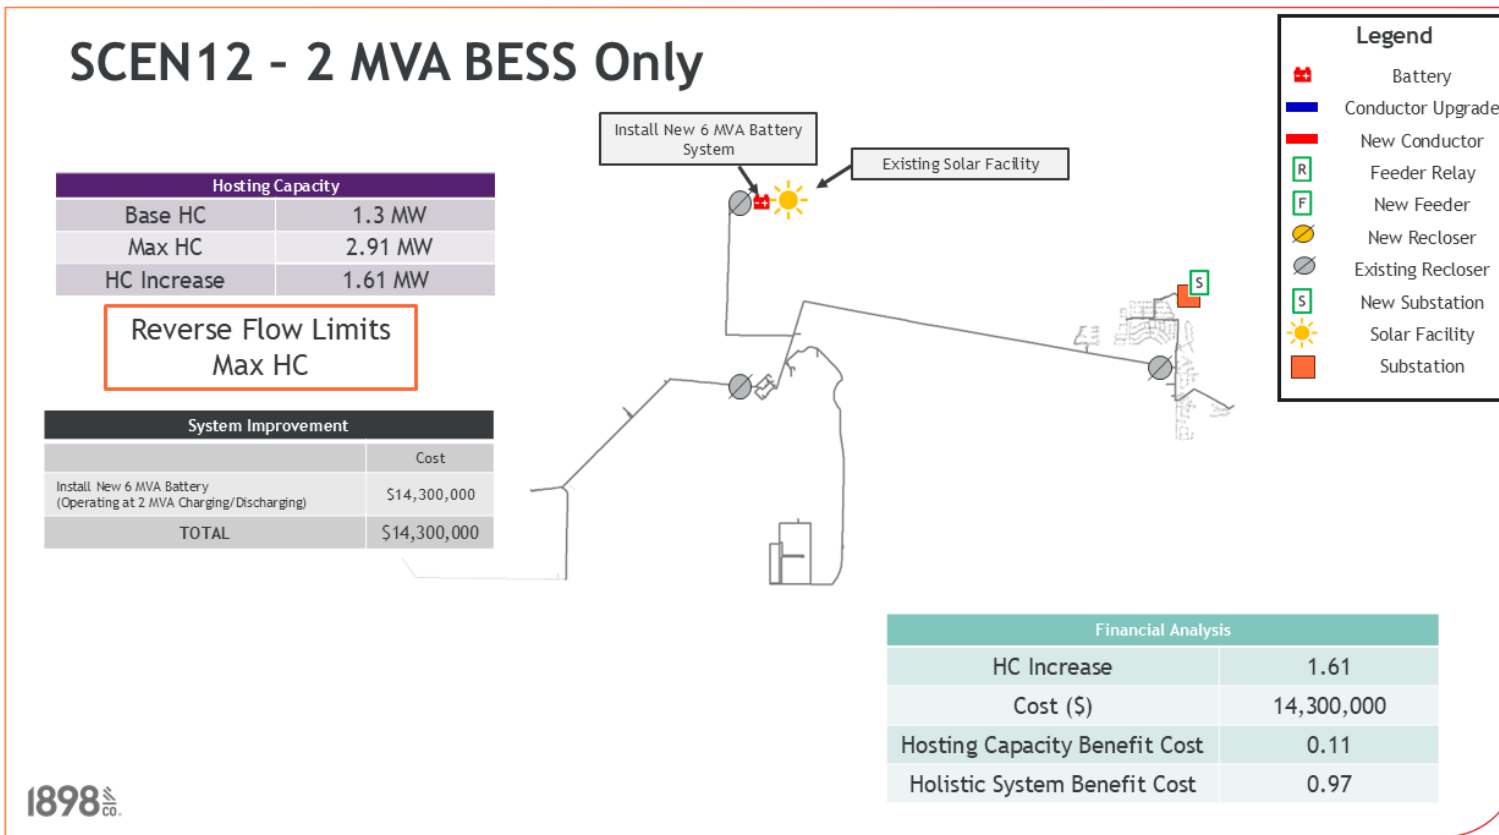 SCEN12 - 2 MVA BESS Only
Legend
Battery
Conductor Upgrade
New Conductor
R Feeder Relay
F New Feeder
New Recloser
Existing Recloser
S New Substation
Solar Facility
Substation
Install New 6 MVA Battery
System
Existing Solar Facility
S
Hosting Capacity
Base HC 1.3 MW
Max HC 2.91 MW
HC Increase 1.61 MW
Reverse Flow Limits
Max HC
System Improvement
Cost
Install New 6 MVA Battery
(Operating at 2 MVA Charging/Discharging) $14,300,000
TOTAL $14,300,000
Financial Analysis
HC Increase 1.61
Cost ($) 14,300,000
Hosting Capacity Benefit Cost 0.11
Holistic System Benefit Cost 0.97
1898 & CO.